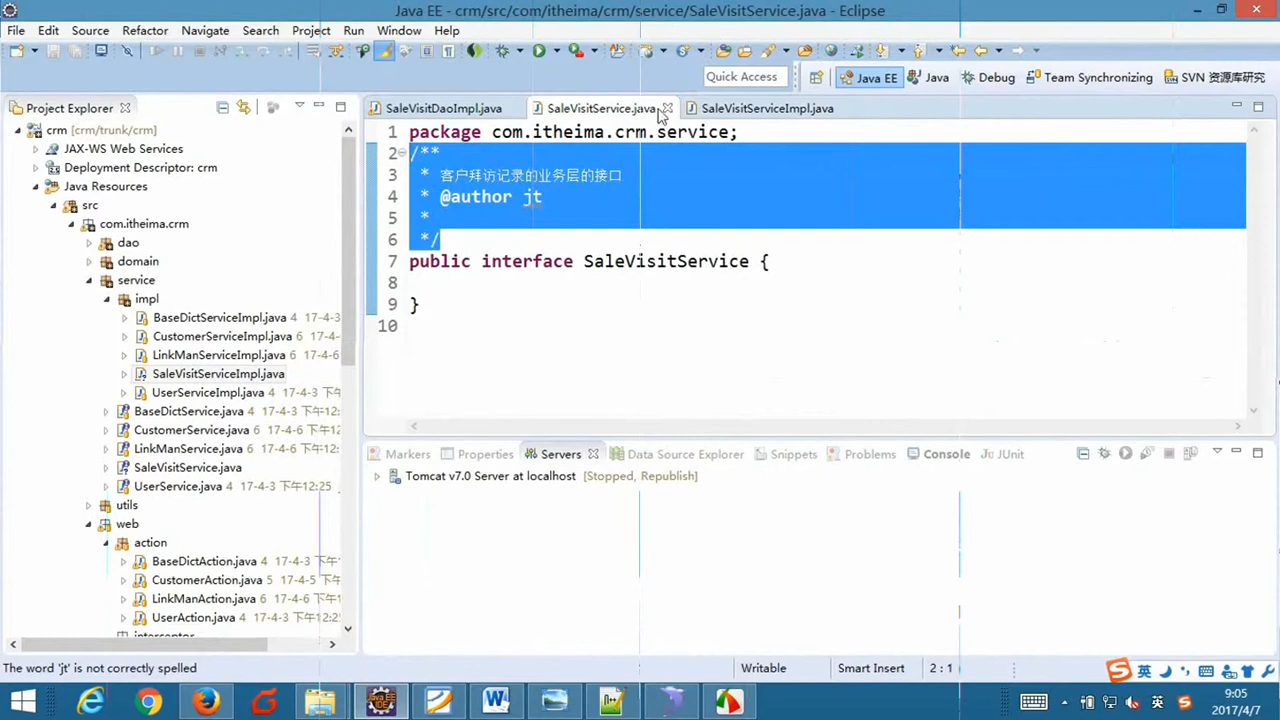 Java EE - crm/src/com/itheima/crm/service/SaleVisitService.java - Eclipse
File Edit Source Refactor Navigate Search Project Run Window Help
Quick Access
Java EE
Java
Debug
Team Synchronizing
SVN 资源库研究
Project Explorer
crm [crm/trunk/crm]
JAX-WS Web Services
Deployment Descriptor: crm
Java Resources
src
com.itheima.crm
dao
domain
service
impl
BaseDictServiceImpl.java 4 17-4-3
CustomerServiceImpl.java 6 17-4-
LinkManServiceImpl.java 6 17-4-6
SaleVisitServiceImpl.java
UserServiceImpl.java 4 17-4-3 下午
BaseDictService.java 4 17-4-3 下午12:
CustomerService.java 4 17-4-6 下午12:
LinkManService.java 4 17-4-6 下午12:
SaleVisitService.java
UserService.java 4 17-4-3 下午12:25
utils
web
action
BaseDictAction.java 4 17-4-3 下午
CustomerAction.java 5 17-4-5 下午
LinkManAction.java 6 17-4-6 下午
UserAction.java 4 17-4-3 下午12:2
interceptor
SaleVisitDaoImpl.java
SaleVisitService.java
SaleVisitServiceImpl.java
1 package com.itheima.crm.service;
2 /**
3 * 客户拜访记录的业务层的接口
4 * @author jt
5 *
6 */
7 public interface SaleVisitService {
8
9 }
10
Markers
Properties
Servers
Data Source Explorer
Snippets
Problems
Console
JUnit
Tomcat v7.0 Server at localhost [Stopped, Republish]
The word 'jt' is not correctly spelled
Writable
Smart Insert
2 : 1
英
英
9:05
2017/4/7